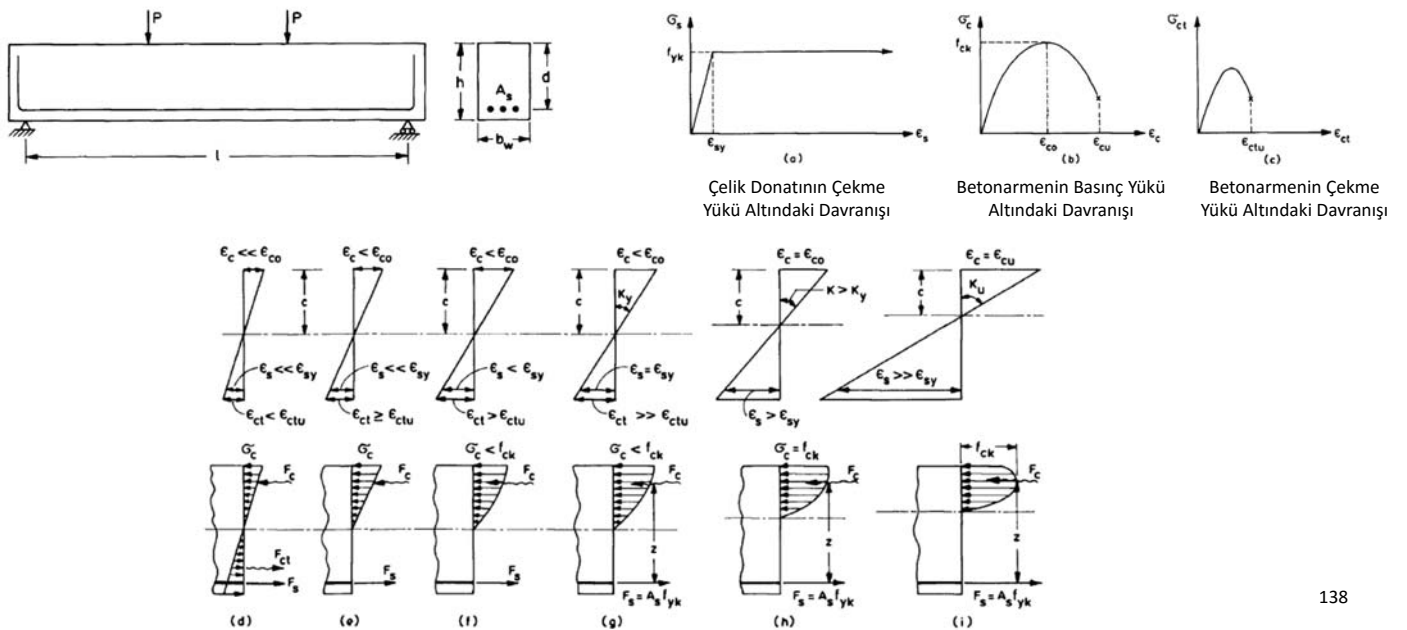 P P
h A_s d
b_w
l
σ_s
f_yk
ϵ_sy ϵ_s
(a)
σ_c
f_ck
ϵ_co ϵ_cu ϵ_c
(b)
σ_ct
ϵ_ctu ϵ_ct
(c)
Çelik Donatının Çekme
Yükü Altındaki Davranışı
Betonarmenin Basınç Yükü
Altındaki Davranışı
Betonarmenin Çekme
Yükü Altındaki Davranışı
ϵ_c << ϵ_co ϵ_c < ϵ_co ϵ_c < ϵ_co ϵ_c < ϵ_co ϵ_c = ϵ_co ϵ_c = ϵ_cu
c c c K_y c K > K_y c K_u
ϵ_s << ϵ_sy ϵ_s << ϵ_sy ϵ_s < ϵ_sy ϵ_s = ϵ_sy ϵ_s > ϵ_sy ϵ_s >> ϵ_sy
ϵ_ct < ϵ_ctu ϵ_ct ≥ ϵ_ctu ϵ_ct > ϵ_ctu ϵ_ct >> ϵ_ctu
σ_c σ_c σ_c < f_ck σ_c < f_ck σ_c = f_ck f_ck
F_c F_c F_c F_c F_c F_c
z z z
F_ct
F_s F_s F_s F_s = A_s f_yk F_s = A_s f_yk F_s = A_s f_yk
(d) (e) (f) (g) (h) (i)
138